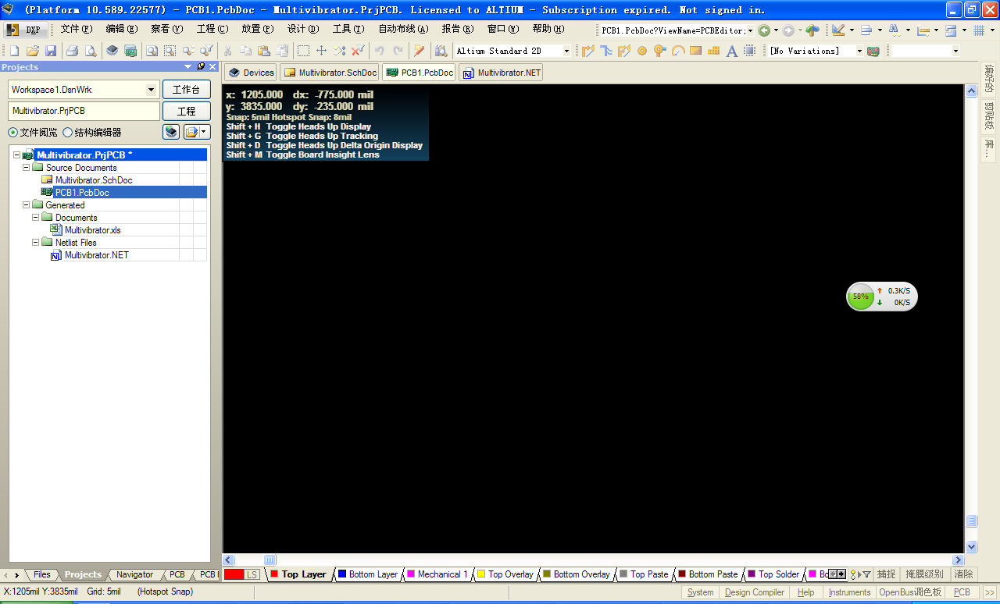 (Platform 10.589.22577) - PCB1.PcbDoc - Multivibrator.PrjPCB. Licensed to ALTIUM - Subscription expired. Not signed in.
DXP 文件(F) 编辑(E) 察看(V) 工程(C) 放置(P) 设计(D) 工具(T) 自动布线(A) 报告(R) 窗口(W) 帮助(H) PCB1.PcbDoc?ViewName=PCBEditor;
Altium Standard 2D [No Variations]
Projects
Devices Multivibrator.SchDoc PCB1.PcbDoc Multivibrator.NET
Workspace1.DsnWrk 工作台
Multivibrator.PrjPCB 工程
文件阅览 结构编辑器
Multivibrator.PrjPCB *
Source Documents
Multivibrator.SchDoc
PCB1.PcbDoc
Generated
Documents
Multivibrator.xls
Netlist Files
Multivibrator.NET
x: 1205.000 dx: -775.000 mil
y: 3835.000 dy: -235.000 mil
Snap: 5mil Hotspot Snap: 8mil
Shift + H Toggle Heads Up Display
Shift + G Toggle Heads Up Tracking
Shift + D Toggle Heads Up Delta Origin Display
Shift + M Toggle Board Insight Lens
58% 0.3K/S
0K/S
偏好的
剪贴板
库...
Files Projects Navigator PCB PCB LS Top Layer Bottom Layer Mechanical 1 Top Overlay Bottom Overlay Top Paste Bottom Paste Top Solder 捕捉 掩膜级别 清除
X:1205mil Y:3835mil Grid: 5mil (Hotspot Snap) System Design Compiler Help Instruments OpenBus调色板 PCB >>